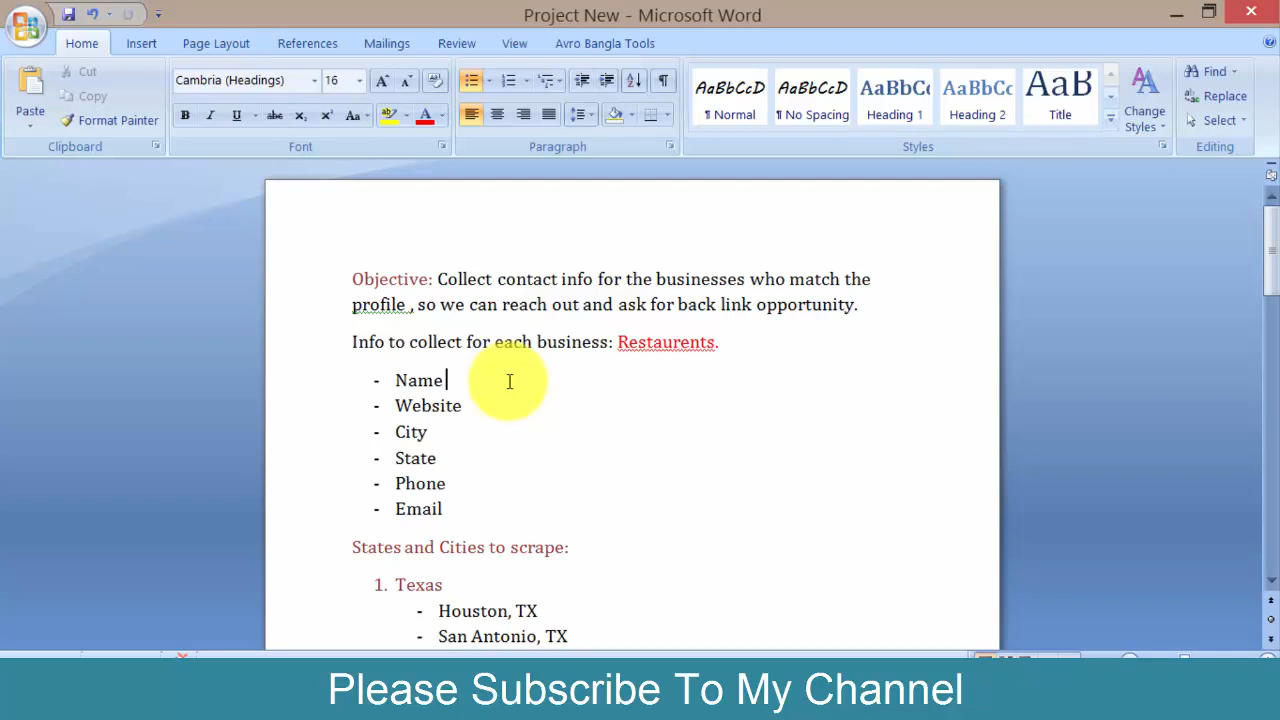 Project New - Microsoft Word
Home Insert Page Layout References Mailings Review View Avro Bangla Tools
Paste
Cut
Copy
Format Painter
Clipboard
Cambria (Headings) 16
B I U abc X₂ X² Aa ab A
Font
Paragraph
AaBbCcD AaBbCcD AaBbCc AaBbCc AaB
¶ Normal ¶ No Spacing Heading 1 Heading 2 Title
Change Styles
Styles
Find
Replace
Select
Editing
Objective: Collect contact info for the businesses who match the
profile , so we can reach out and ask for back link opportunity.
Info to collect for each business: Restaurents.
- Name
- Website
- City
- State
- Phone
- Email
States and Cities to scrape:
1. Texas
- Houston, TX
- San Antonio, TX
Please Subscribe To My Channel